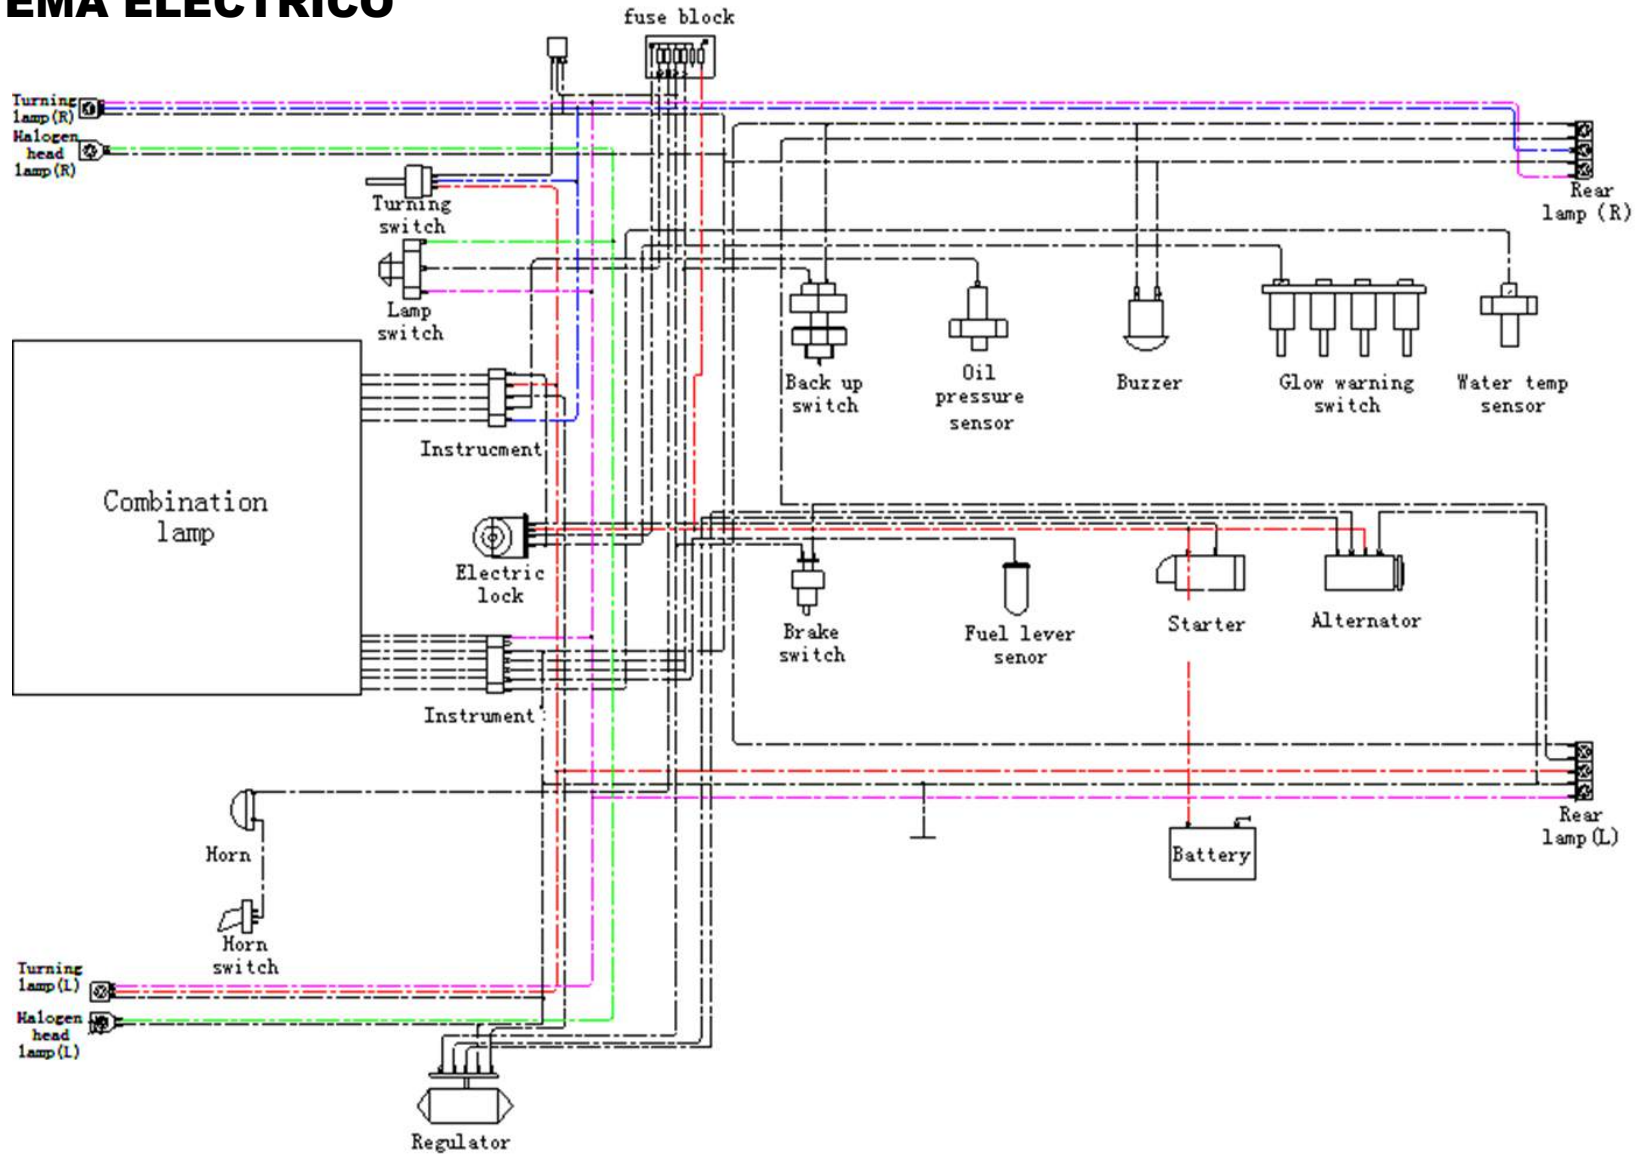 EMA ELECTRICO
fuse block
Turning
lamp(R)
Halogen
head
lamp(R)
Turning
switch
Lamp
switch
Rear
lamp (R)
Back up
switch
Oil
pressure
sensor
Buzzer
Glow warning
switch
Water temp
sensor
Instrucment
Combination
lamp
Electric
lock
Brake
switch
Fuel lever
senor
Starter
Alternator
Instrument
Rear
lamp(L)
Horn
Battery
Horn
switch
Turning
lamp(L)
Halogen
head
lamp(L)
Regulator